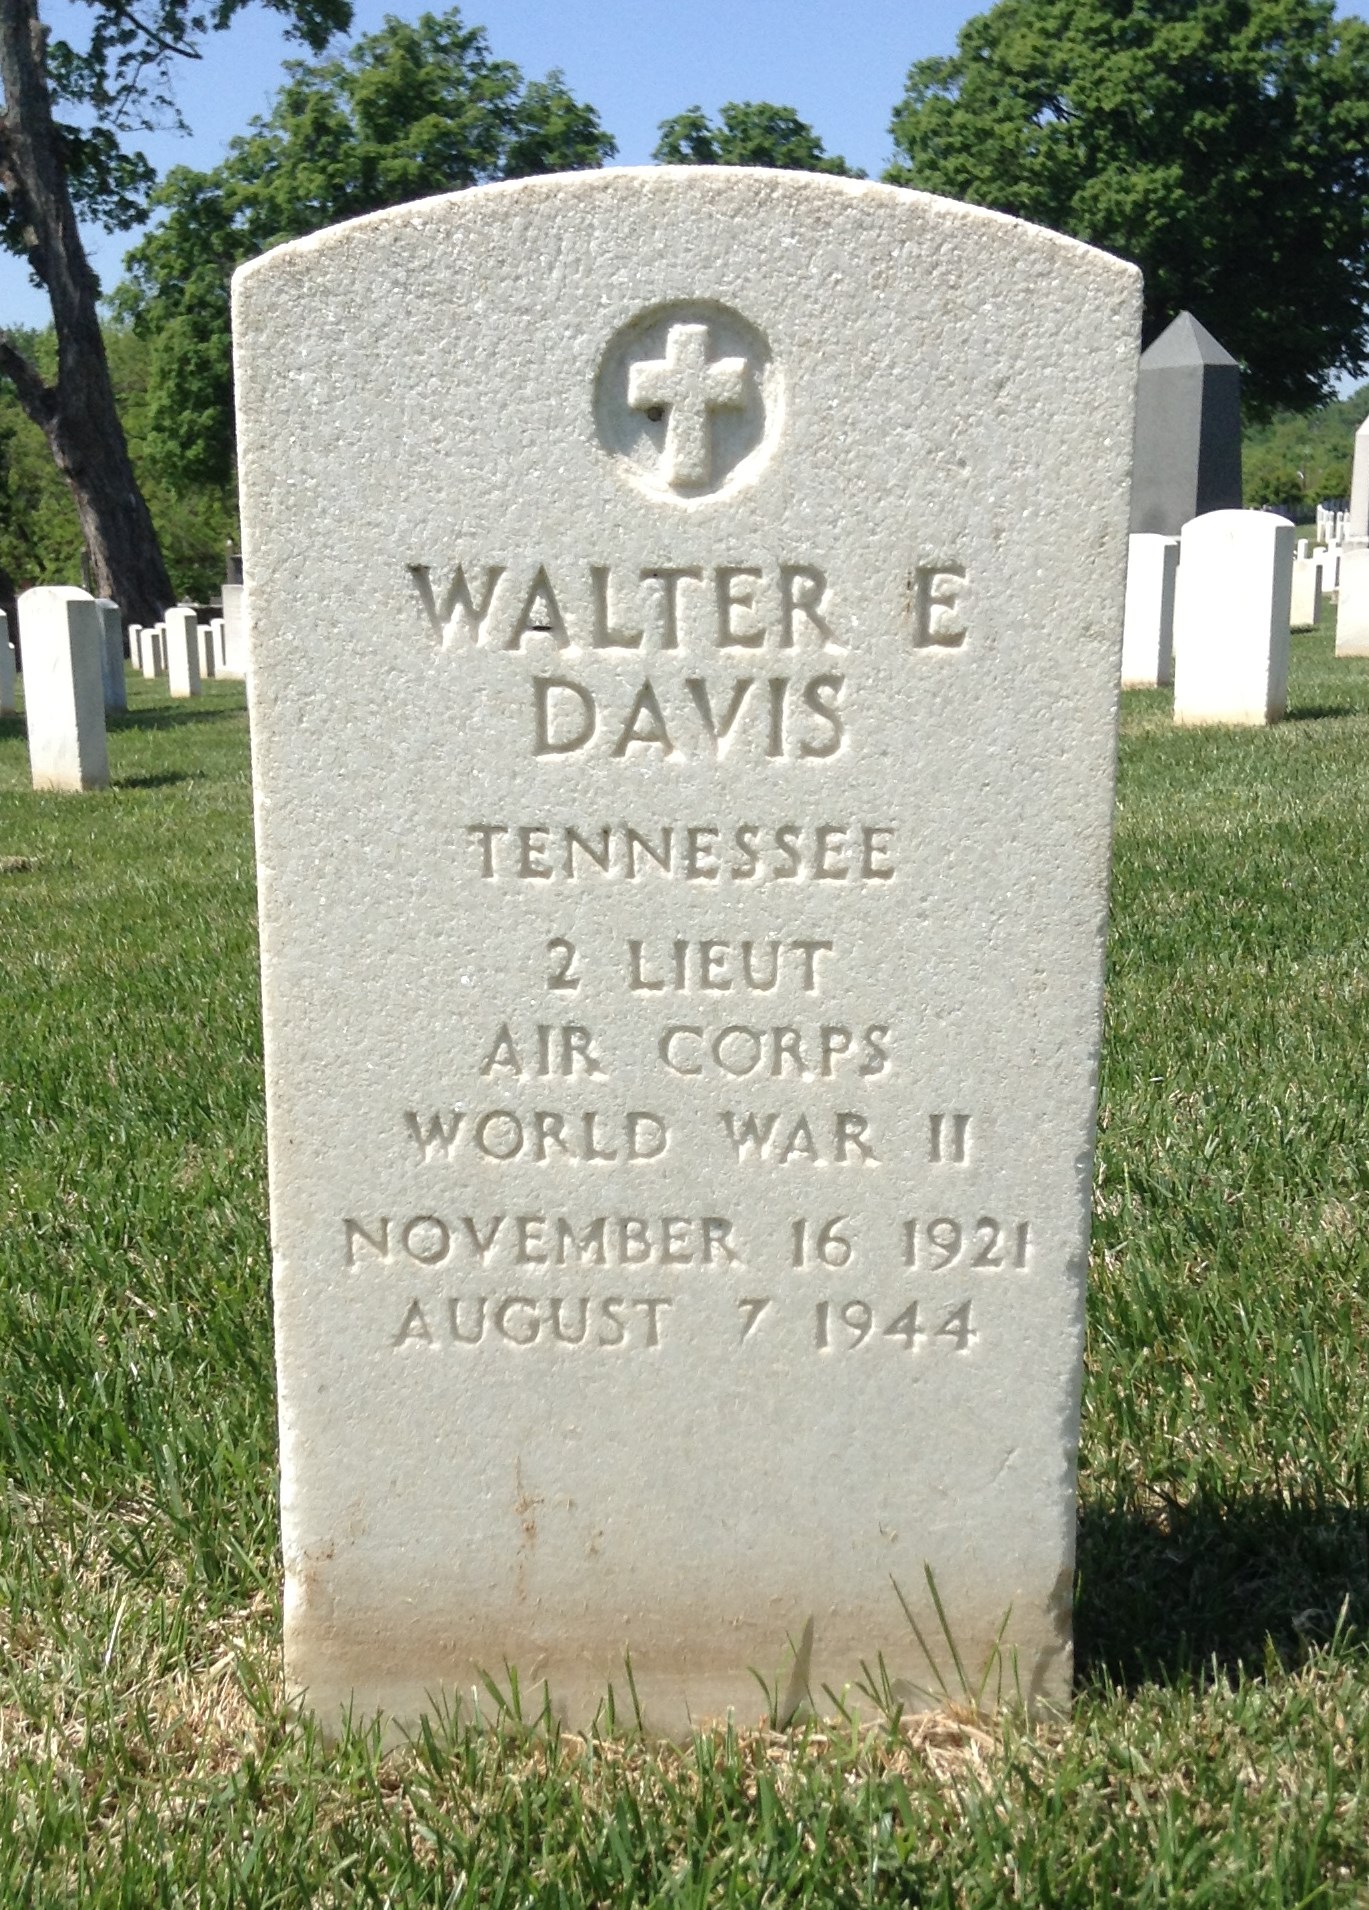 WALTER E
DAVIS
TENNESSEE
2 LIEUT
AIR CORPS
WORLD WAR II
NOVEMBER 16 1921
AUGUST 7 1944